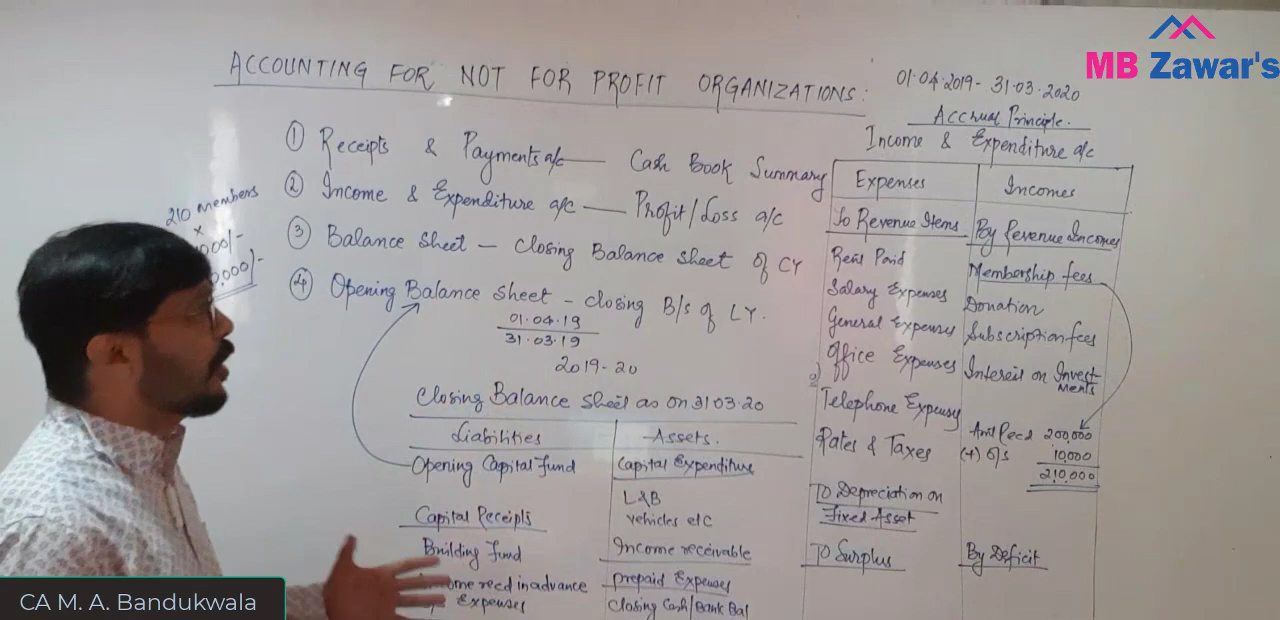 MB Zawar's
ACCOUNTING FOR NOT FOR PROFIT ORGANIZATIONS:
01.04.2019 - 31.03.2020
Accrual Principle.
① Receipts & Payments a/c — Cash Book Summary
② Income & Expenditure a/c — Profit/Loss a/c
③ Balance Sheet — Closing Balance Sheet of CY
④ Opening Balance Sheet - Closing B/s of LY.
01.04.19
31.03.19
2019-20
210 Members
x
000/-
0,000/-
Closing Balance Sheet as on 31.03.20
Liabilities Assets.
Opening Capital Fund Capital Expenditure
L&B
Capital Receipts vehicles etc
Building Fund Income receivable
recd in advance prepaid Expenses
Expenses Closing Cash/Bank Bal
Income & Expenditure a/c
Expenses Incomes
To Revenue Items By Revenue Incomes
Rent Paid Membership fees
Salary Expenses Donation
General Expenses Subscription fees
Office Expenses Interest on Invest-
ments
Telephone Expenses
Rates & Taxes Amt Recd 200,000
(+) O/s 10,000
210,000
To Depreciation on
Fixed Asset
To Surplus By Deficit
CA M. A. Bandukwala